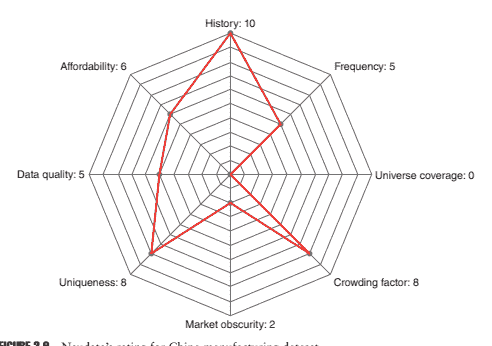 History: 10
Affordability: 6
Frequency: 5
Data quality: 5
Universe coverage: 0
Uniqueness: 8
Crowding factor: 8
Market obscurity: 2